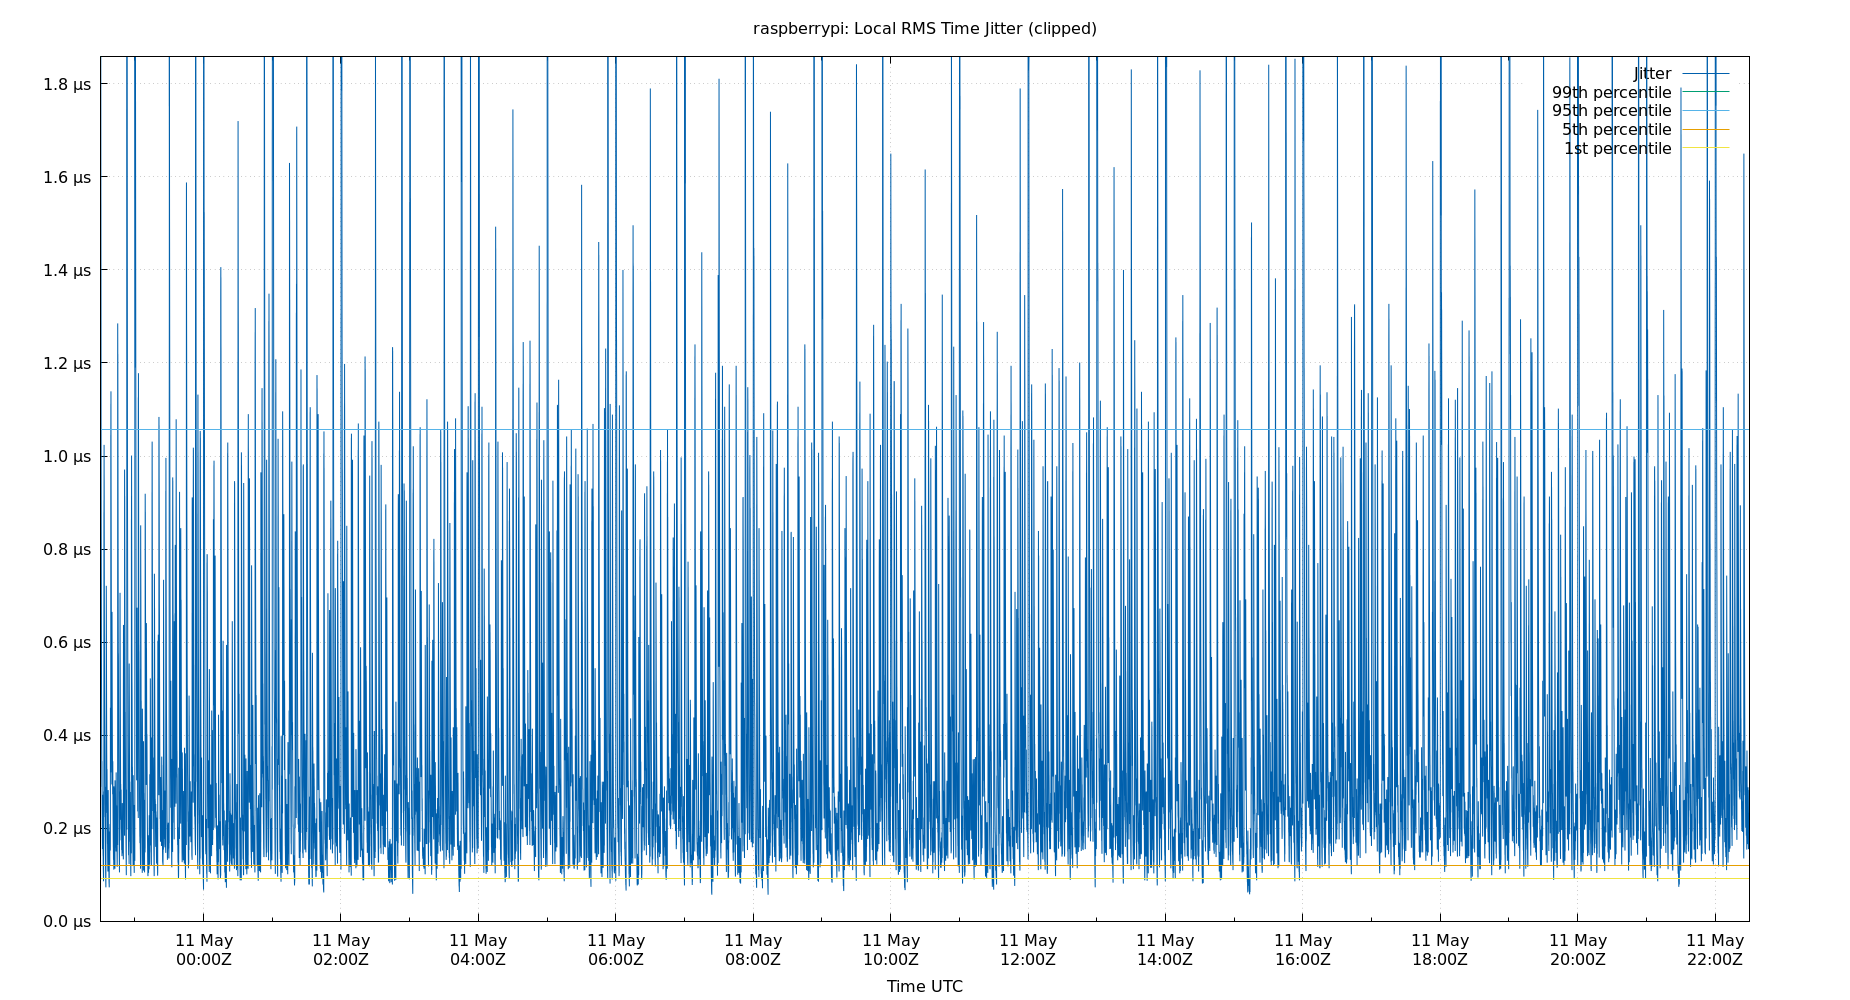 raspberrypi: Local RMS Time Jitter (clipped)
1.8 µs
1.6 µs
1.4 µs
1.2 µs
1.0 µs
0.8 µs
0.6 µs
0.4 µs
0.2 µs
0.0 µs
Jitter
99th percentile
95th percentile
5th percentile
1st percentile
11 May 11 May 11 May 11 May 11 May 11 May 11 May 11 May 11 May 11 May 11 May 11 May
00:00Z 02:00Z 04:00Z 06:00Z 08:00Z 10:00Z 12:00Z 14:00Z 16:00Z 18:00Z 20:00Z 22:00Z
Time UTC